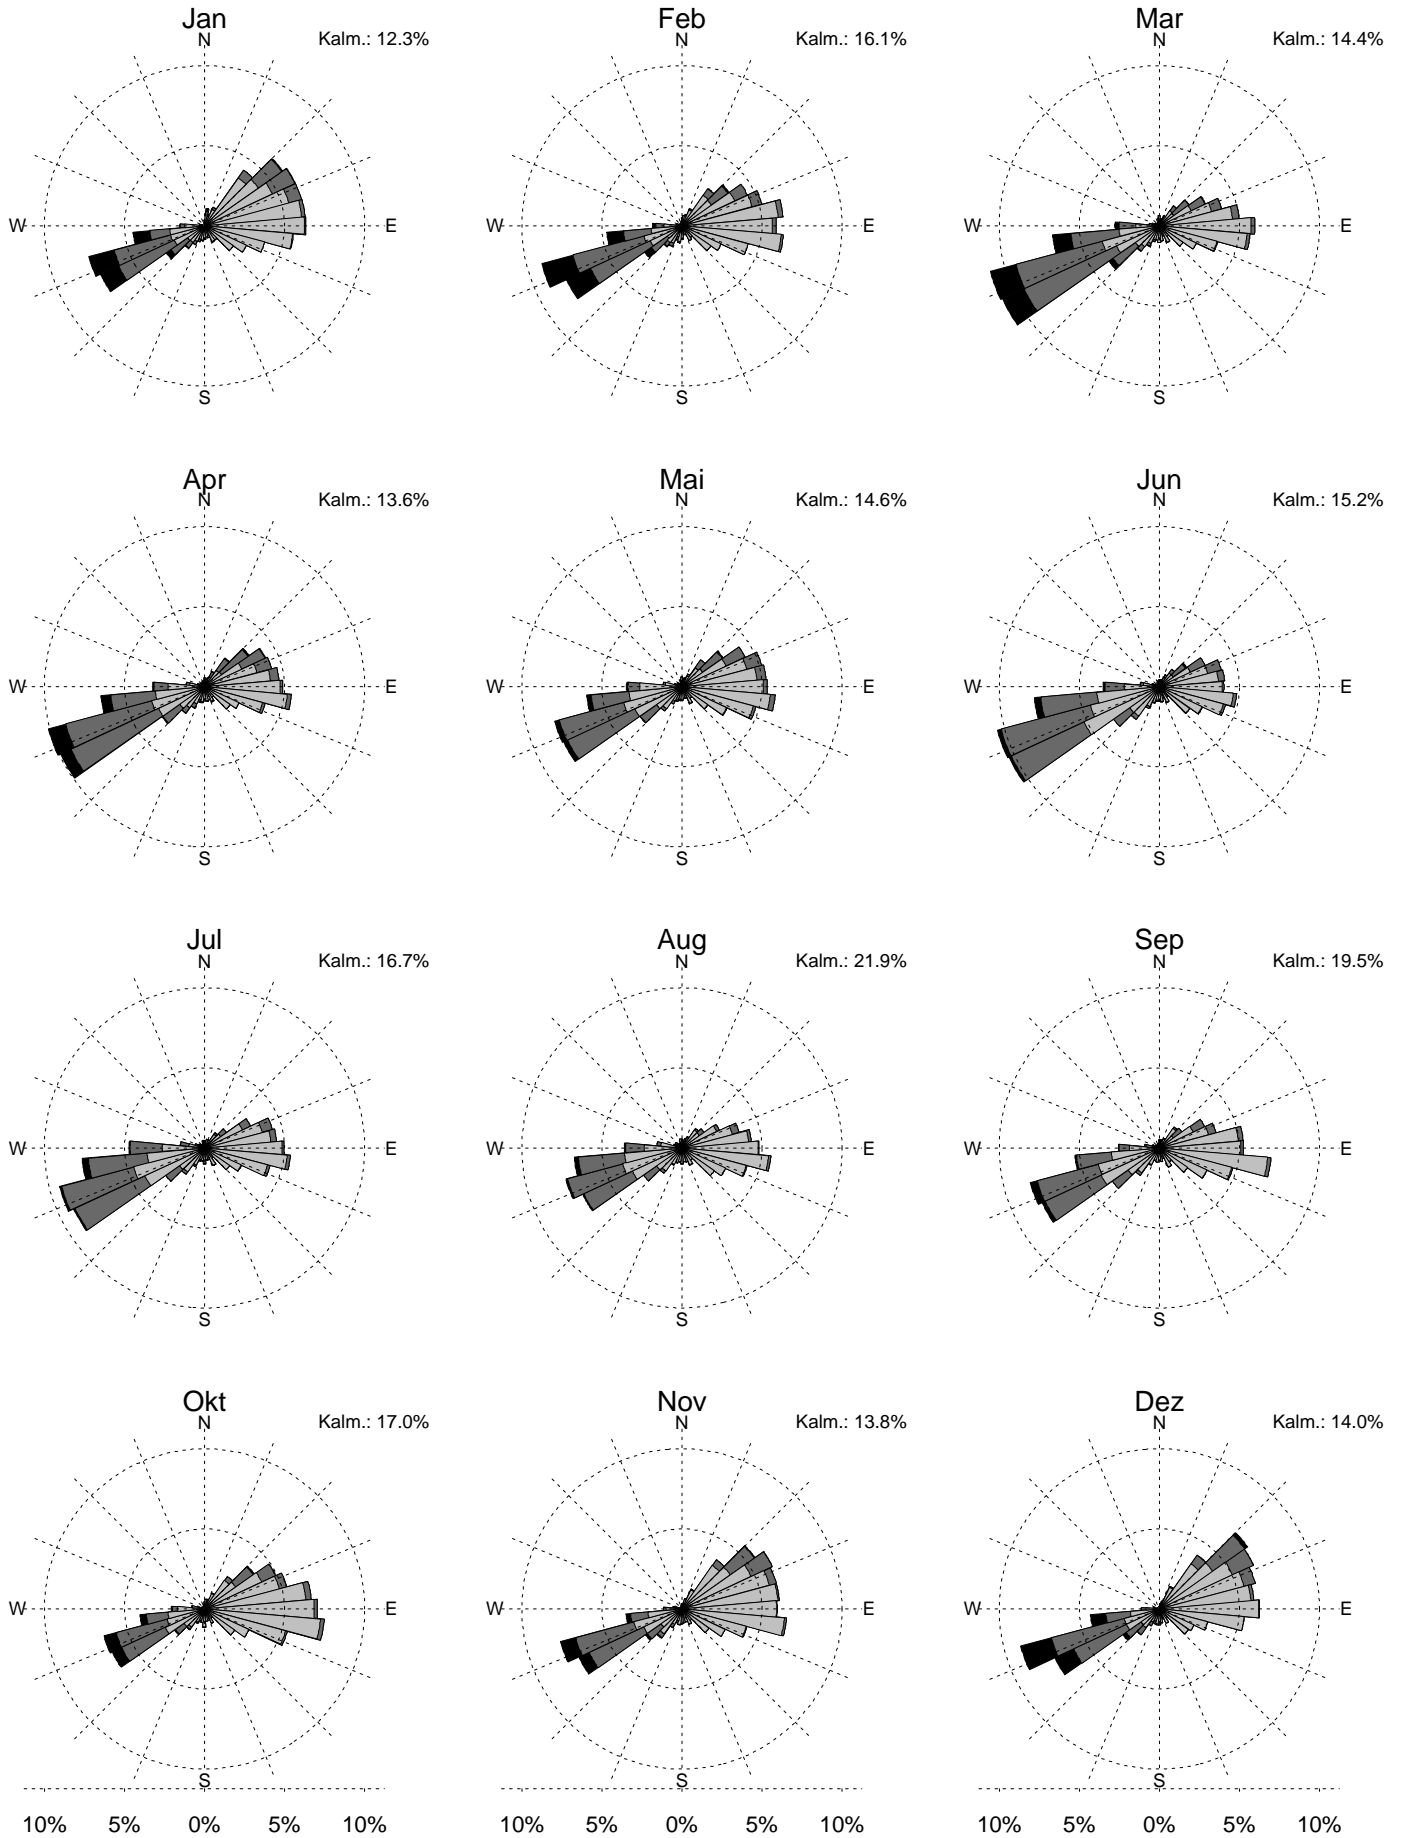 Jan Feb Mar
N Kalm.: 12.3% N Kalm.: 16.1% N Kalm.: 14.4%
W E W E W E
S S S
Apr Mai Jun
N Kalm.: 13.6% N Kalm.: 14.6% N Kalm.: 15.2%
W E W E W E
S S S
Jul Aug Sep
N Kalm.: 16.7% N Kalm.: 21.9% N Kalm.: 19.5%
W E W E W E
S S S
Okt Nov Dez
N Kalm.: 17.0% N Kalm.: 13.8% N Kalm.: 14.0%
W E W E W E
S S S
10% 5% 0% 5% 10% 10% 5% 0% 5% 10% 10% 5% 0% 5% 10%